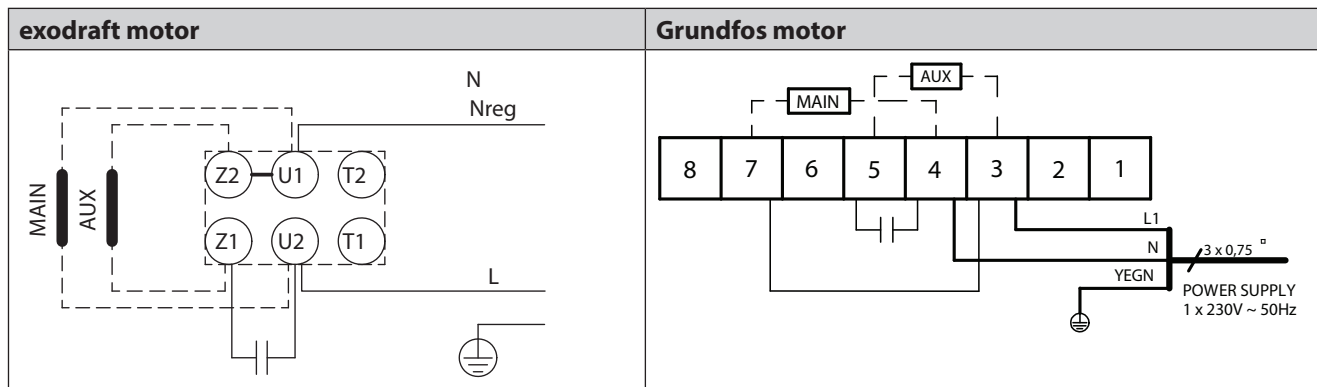 exodraft motor
Grundfos motor
N
Nreg
MAIN
AUX
Z2
U1
T2
Z1
U2
T1
L
AUX
MAIN
8
7
6
5
4
3
2
1
L1
N
YEGN
3 x 0,75 □
POWER SUPPLY
1 x 230V ~ 50Hz